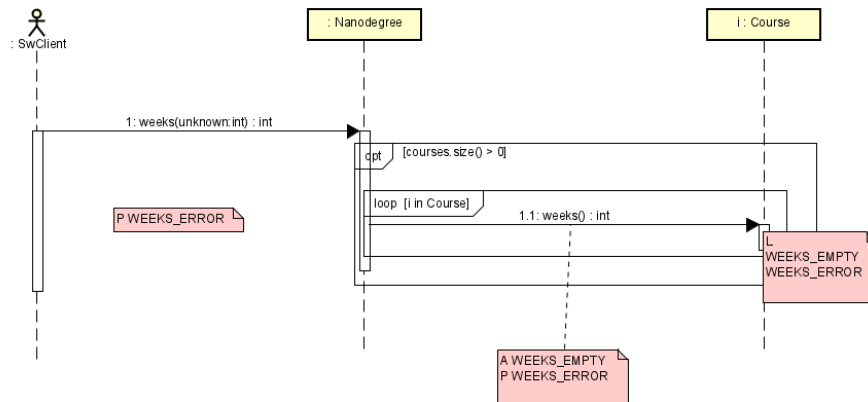 : Nanodegree
i : Course
: SwClient
1: weeks(unknown:int) : int
opt
[courses.size() > 0]
loop [i in Course]
P WEEKS_ERROR
1.1: weeks() : int
L
WEEKS_EMPTY
WEEKS_ERROR
A WEEKS_EMPTY
P WEEKS_ERROR